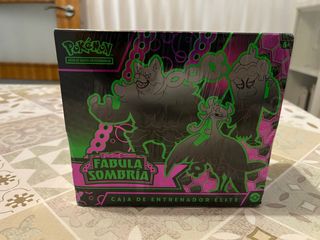 Pokémon
FÁBULA
SOMBRÍA
CAJA DE ENTRENADOR ÉLITE